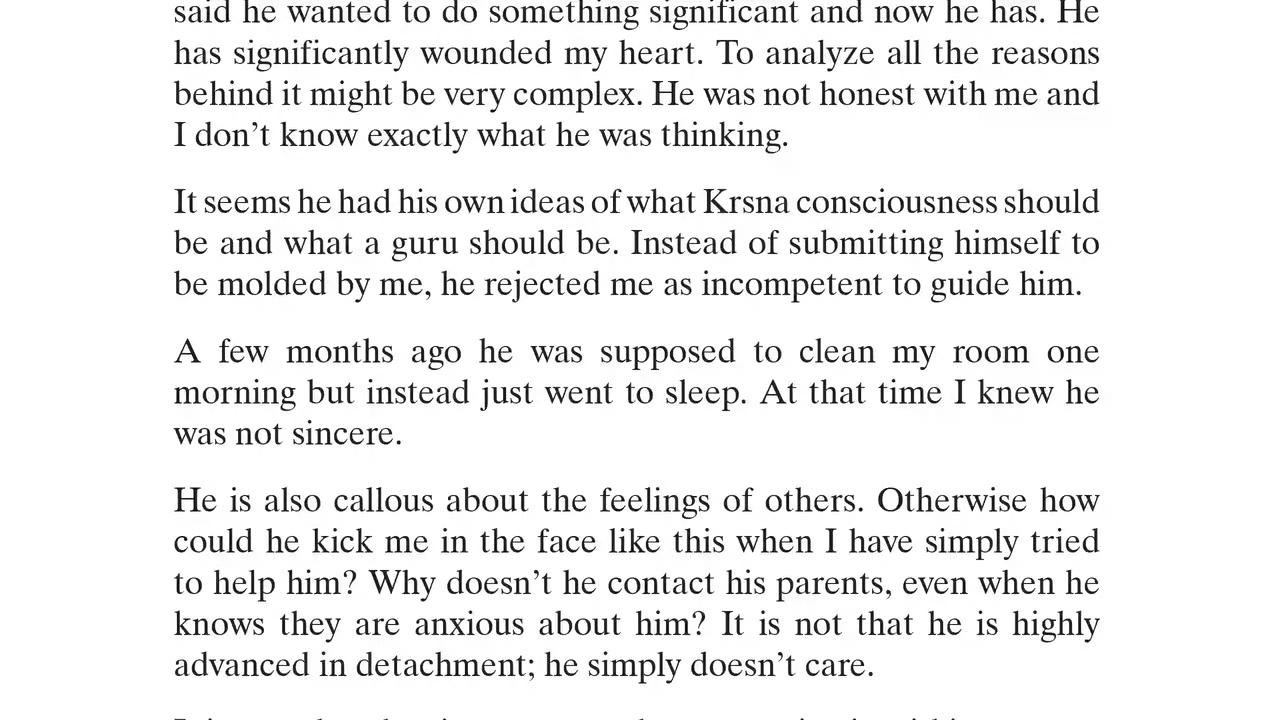 said he wanted to do something significant and now he has. He
has significantly wounded my heart. To analyze all the reasons
behind it might be very complex. He was not honest with me and
I don’t know exactly what he was thinking.
It seems he had his own ideas of what Krsna consciousness should
be and what a guru should be. Instead of submitting himself to
be molded by me, he rejected me as incompetent to guide him.
A few months ago he was supposed to clean my room one
morning but instead just went to sleep. At that time I knew he
was not sincere.
He is also callous about the feelings of others. Otherwise how
could he kick me in the face like this when I have simply tried
to help him? Why doesn’t he contact his parents, even when he
knows they are anxious about him? It is not that he is highly
advanced in detachment; he simply doesn’t care.